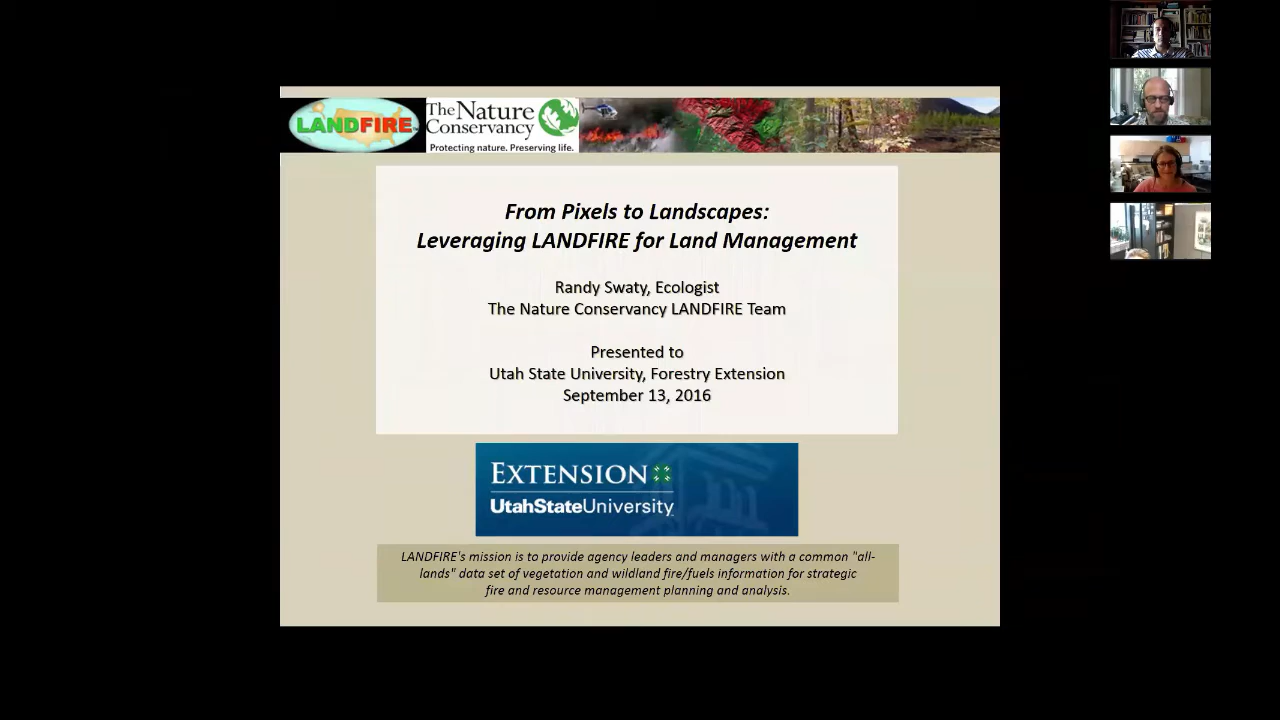 LANDFIRE
The Nature
Conservancy
Protecting nature. Preserving life.
From Pixels to Landscapes:
Leveraging LANDFIRE for Land Management
Randy Swaty, Ecologist
The Nature Conservancy LANDFIRE Team
Presented to
Utah State University, Forestry Extension
September 13, 2016
EXTENSION
UtahStateUniversity
LANDFIRE's mission is to provide agency leaders and managers with a common "all-
lands" data set of vegetation and wildland fire/fuels information for strategic
fire and resource management planning and analysis.